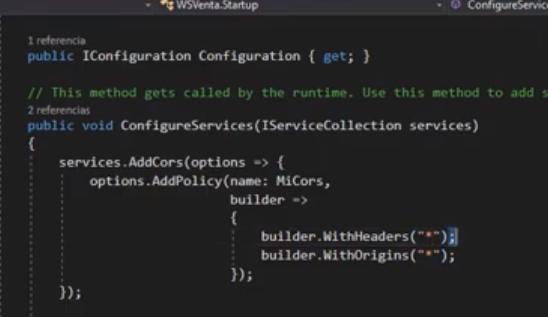 WSVenta.Startup
ConfigureService
1 referencia
public IConfiguration Configuration { get; }
// This method gets called by the runtime. Use this method to add s
2 referencias
public void ConfigureServices(IServiceCollection services)
{
services.AddCors(options => {
options.AddPolicy(name: MiCors,
builder =>
{
builder.WithHeaders("*");
builder.WithOrigins("*");
});
});